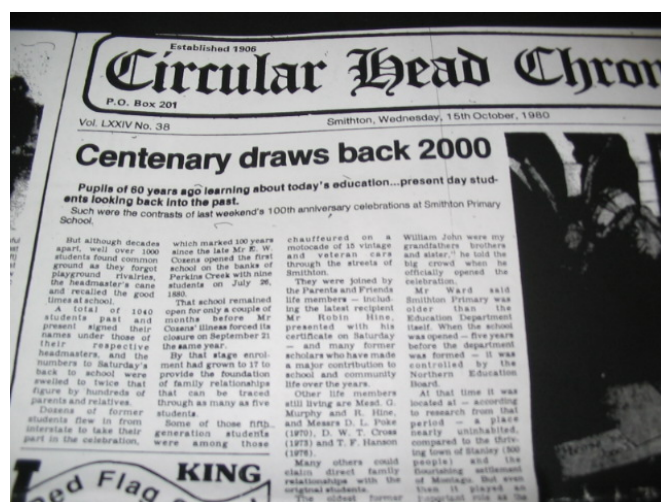 Established 1906
Circular Head Chron
P.O. Box 201
Vol. LXXIV No. 38
Smithton, Wednesday, 15th October, 1980
Centenary draws back 2000
Pupils of 60 years ago learning about today's education...present day stud-
ents looking back into the past.
Such were the contrasts of last weekend's 100th anniversary celebrations at Smithton Primary
School.
But although decades
apart, well over 1000
students found common
ground as they forgot
playground rivalries,
the headmaster's cane
and recalled the good
times at school.
A total of 1040
students past and
present signed their
names under those of
their respective
headmasters, and the
numbers to Saturday's
back to school were
swelled to twice that
figure by hundreds of
parents and relatives.
Dozens of former
students flew in from
interstate to take their
part in the celebration,
which marked 100 years
since the late Mr E. W.
Cosens opened the first
school on the banks of
Perkins Creek with nine
students on July 26,
1880.
That school remained
open for only a couple of
months before Mr
Cosens' illness forced its
closure on September 21
the same year.
By that stage enrol-
ment had grown to 17 to
provide the foundation
of family relationships
that can be traced
through as many as five
students.
Some of those fifth
generation students
were among those
chauffeured on a
motocade of 15 vintage
and veteran cars
through the streets of
Smithton.
They were joined by
the Parents and Friends
life members — includ-
ing the latest recipient
Mr Trevor Hine,
presented with his
certificate on Saturday
— and many former
scholars who have made
a major contribution to
school and community
life over the years.
Other life members
still living are Mead. G.
Murphy and R. Hine,
and Messrs D. L. Poke
(1970), D. W. T. Cross
(1973) and T. F. Hanson
(1976).
Many others could
claim direct family
relationships with the
original students.
The oldest former
William John were my
grandfathers brothers
and sister," he told the
big crowd when he
officially opened the
celebration.
Mr Ward said
Smithton Primary was
older than the
Education Department
itself. When the school
was opened — five years
before the department
was formed — it was
controlled by the
Northern Education
Board.
At that time it was
located at — according
to research from that
period — a place
nearly uninhabited,
compared to the thriv-
ing town of Stanley (500
people) and the
flourishing settlement
of Montagu. But even
then it played an
important role as the
ed Flag
KING